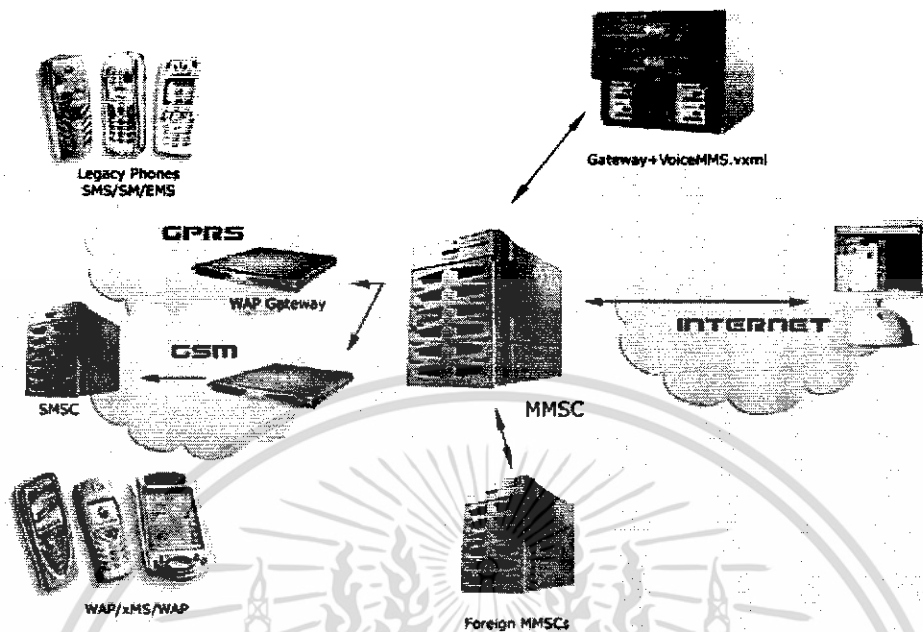 Gateway+VoiceMMS.vxml
Legacy Phones
SMS/SM/EMS
GPRS
WAP Gateway
INTERNET
GSM
SMSC
MMSC
WAP/xMS/WAP
Foreign MMSCs